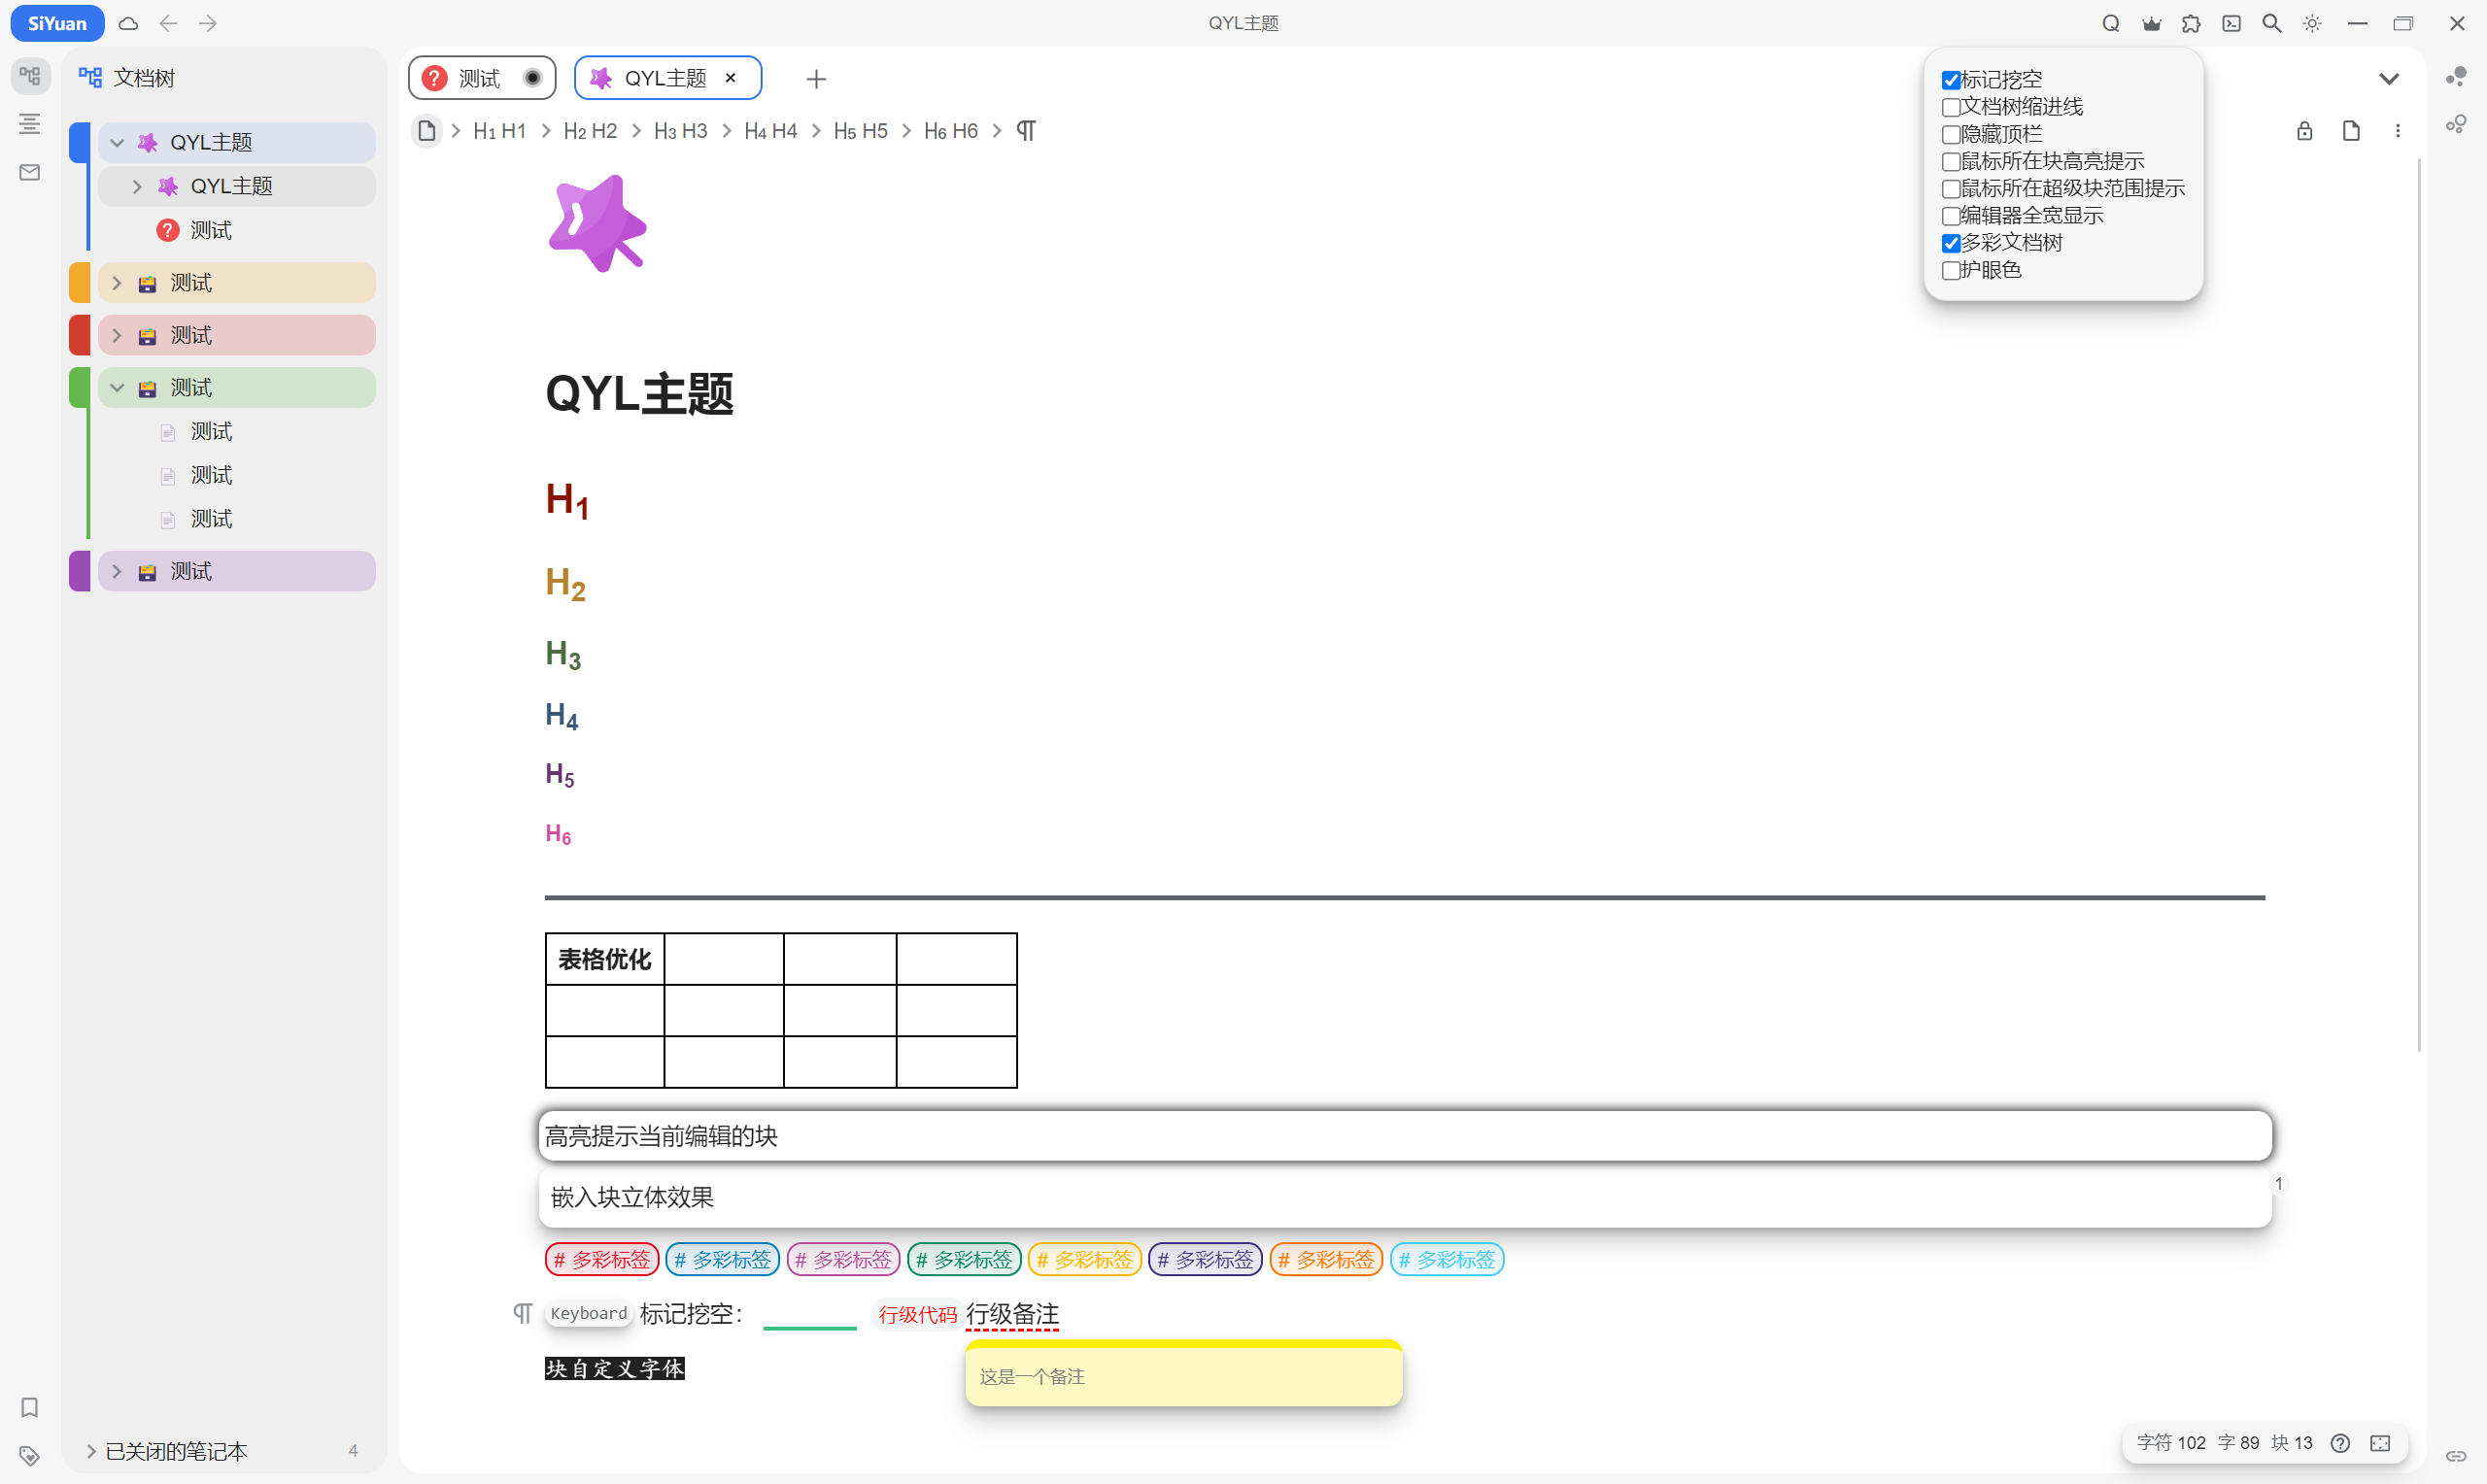 SiYuan
QYL主题
文档树
QYL主题
QYL主题
测试
测试
测试
测试
测试
测试
测试
测试
已关闭的笔记本 4
测试 QYL主题
H1 H1 H2 H2 H3 H3 H4 H4 H5 H5 H6 H6
标记挖空
文档树缩进线
隐藏顶栏
鼠标所在块高亮提示
鼠标所在超级块范围提示
编辑器全宽显示
多彩文档树
护眼色
QYL主题
H1
H2
H3
H4
H5
H6
表格优化
高亮提示当前编辑的块
嵌入块立体效果
1
# 多彩标签 # 多彩标签 # 多彩标签 # 多彩标签 # 多彩标签 # 多彩标签 # 多彩标签 # 多彩标签
Keyboard 标记挖空： 行级代码 行级备注
块自定义字体
这是一个备注
字符 102 字 89 块 13